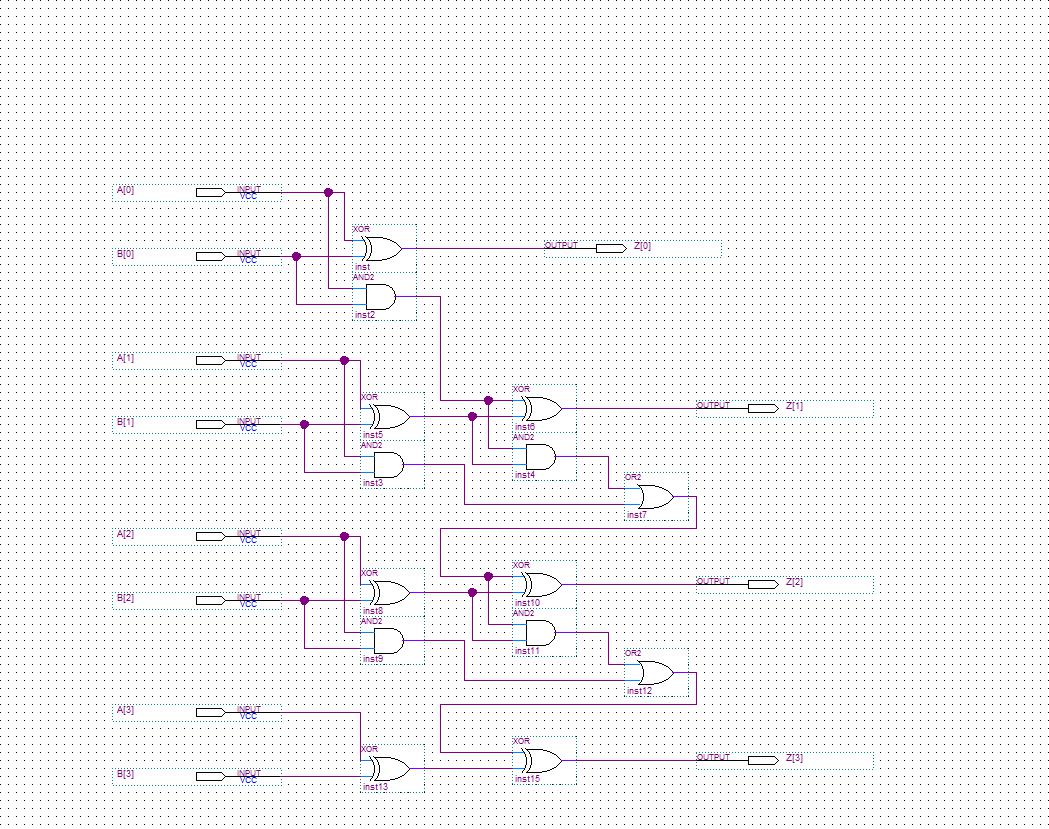 A[0] INPUT
VCC
XOR
B[0] INPUT
VCC
OUTPUT Z[0]
inst
AND2
inst2
A[1] INPUT
VCC
XOR
XOR
B[1] INPUT
VCC
OUTPUT Z[1]
inst5
inst6
AND2
AND2
inst3
inst4
OR2
inst7
A[2] INPUT
VCC
XOR
XOR
B[2] INPUT
VCC
OUTPUT Z[2]
inst8
inst10
AND2
AND2
inst9
inst11
OR2
inst12
A[3] INPUT
VCC
XOR
XOR
B[3] INPUT
VCC
OUTPUT Z[3]
inst13
inst15